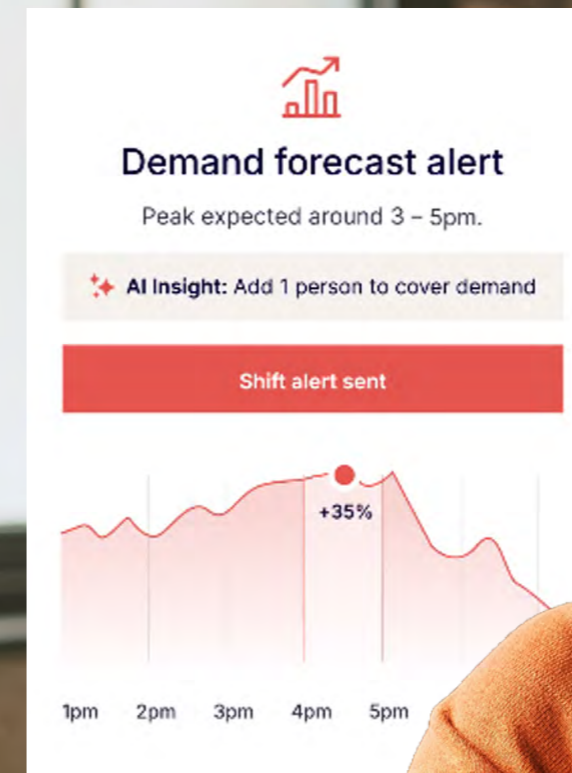 Demand forecast alert
Peak expected around 3 – 5pm.
AI Insight: Add 1 person to cover demand
Shift alert sent
+35%
1pm 2pm 3pm 4pm 5pm